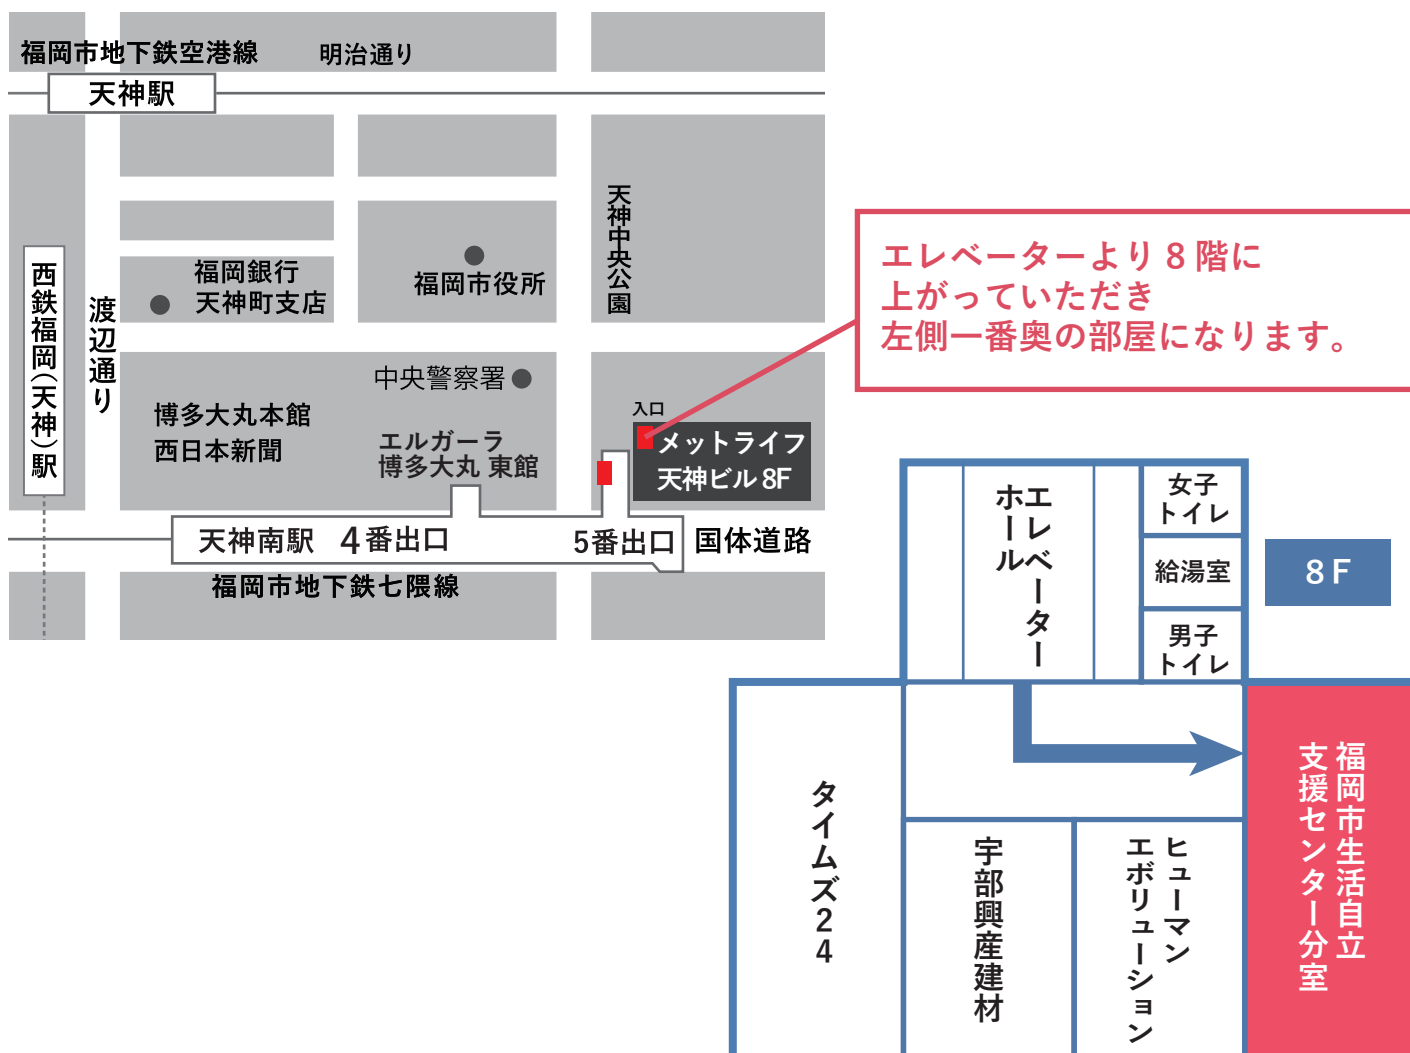 福岡市地下鉄空港線
明治通り
天神駅
天神中央公園
西鉄福岡(天神)駅
渡辺通り
福岡銀行
天神町支店
福岡市役所
エレベーターより 8 階に
上がっていただき
左側一番奥の部屋になります。
中央警察署
入口
博多大丸本館
西日本新聞
エルガーラ
博多大丸 東館
メットライフ
天神ビル 8F
天神南駅
4番出口
5番出口
国体道路
福岡市地下鉄七隈線
エレベーター
ホール
女子
トイレ
給湯室
男子
トイレ
8F
タイムズ24
宇部興産建材
ヒューマン
エボリューション
福岡市生活自立
支援センター分室